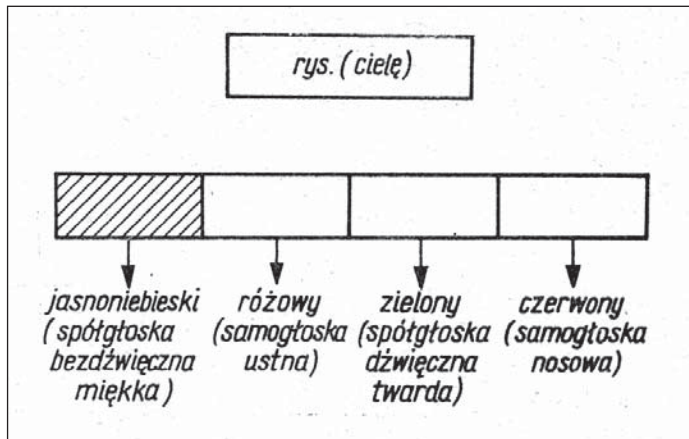 rys. (cielę)
jasnoniebieski
(spółgłoska
bezdźwięczna
miękka)
różowy
(samogłoska
ustna)
zielony
(spółgłoska
dźwięczna
twarda)
czerwony
(samogłoska
nosowa)